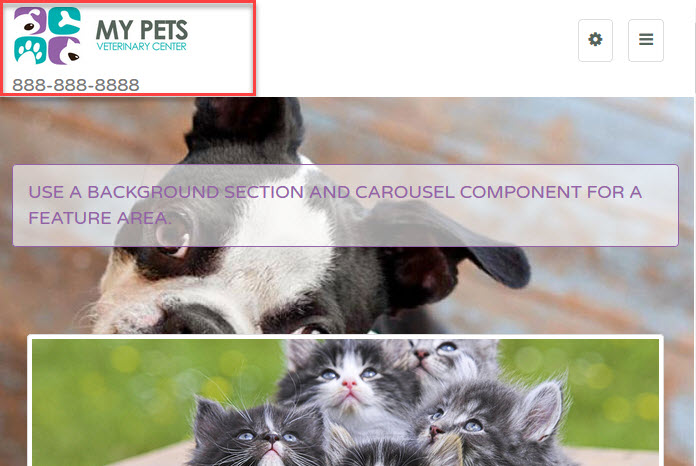 MY PETS
VETERINARY CENTER
888-888-8888
USE A BACKGROUND SECTION AND CAROUSEL COMPONENT FOR A
FEATURE AREA.